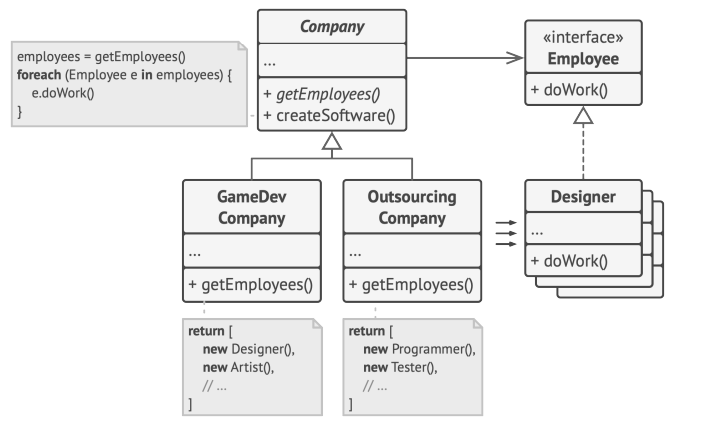 Company
...
+ getEmployees()
+ createSoftware()
employees = getEmployees()
foreach (Employee e in employees) {
e.doWork()
}
«interface»
Employee
+ doWork()
GameDev
Company
...
+ getEmployees()
Outsourcing
Company
...
+ getEmployees()
Designer
...
+ doWork()
return [
new Designer(),
new Artist(),
// ...
]
return [
new Programmer(),
new Tester(),
// ...
]